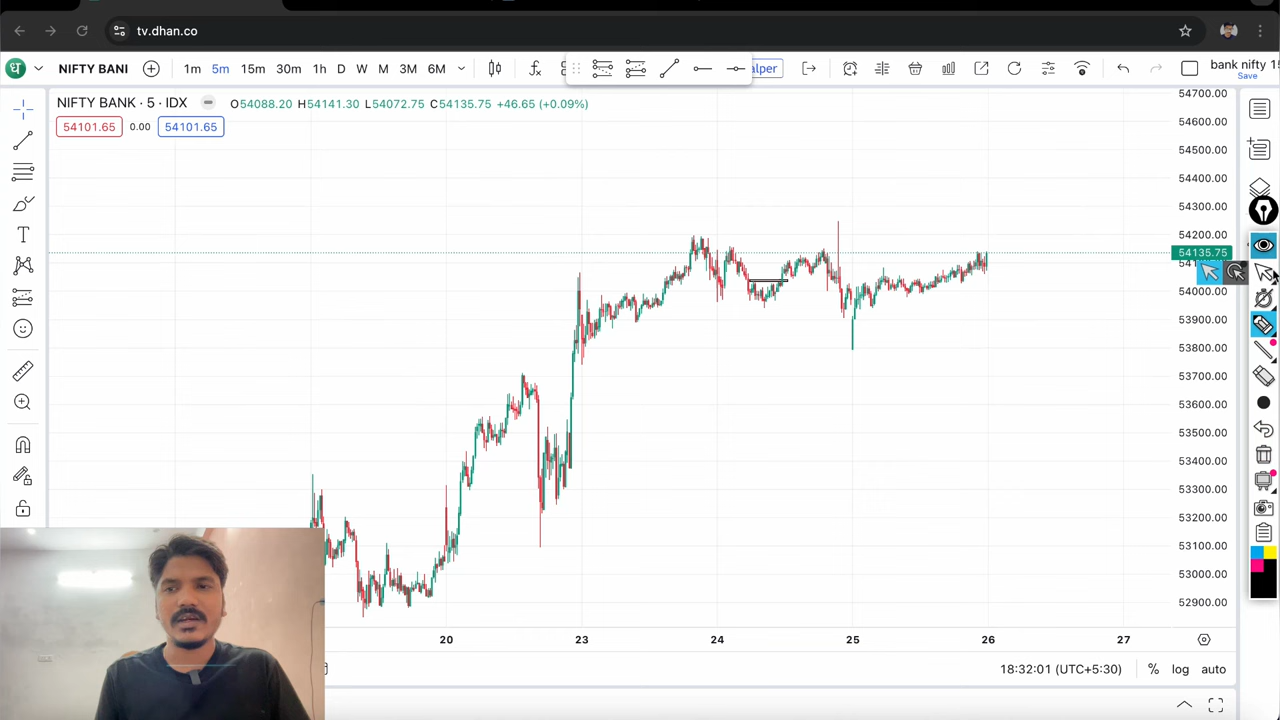 tv.dhan.co
ध NIFTY BANI 1m 5m 15m 30m 1h D W M 3M 6M alper bank nifty 15
Save
NIFTY BANK · 5 · IDX O54088.20 H54141.30 L54072.75 C54135.75 +46.65 (+0.09%)
54101.65 0.00 54101.65
54700.00
54600.00
54500.00
54400.00
54300.00
54200.00
54135.75
54000.00
53900.00
53800.00
53700.00
53600.00
53500.00
53400.00
53300.00
53200.00
53100.00
53000.00
52900.00
20 23 24 25 26 27
18:32:01 (UTC+5:30) % log auto